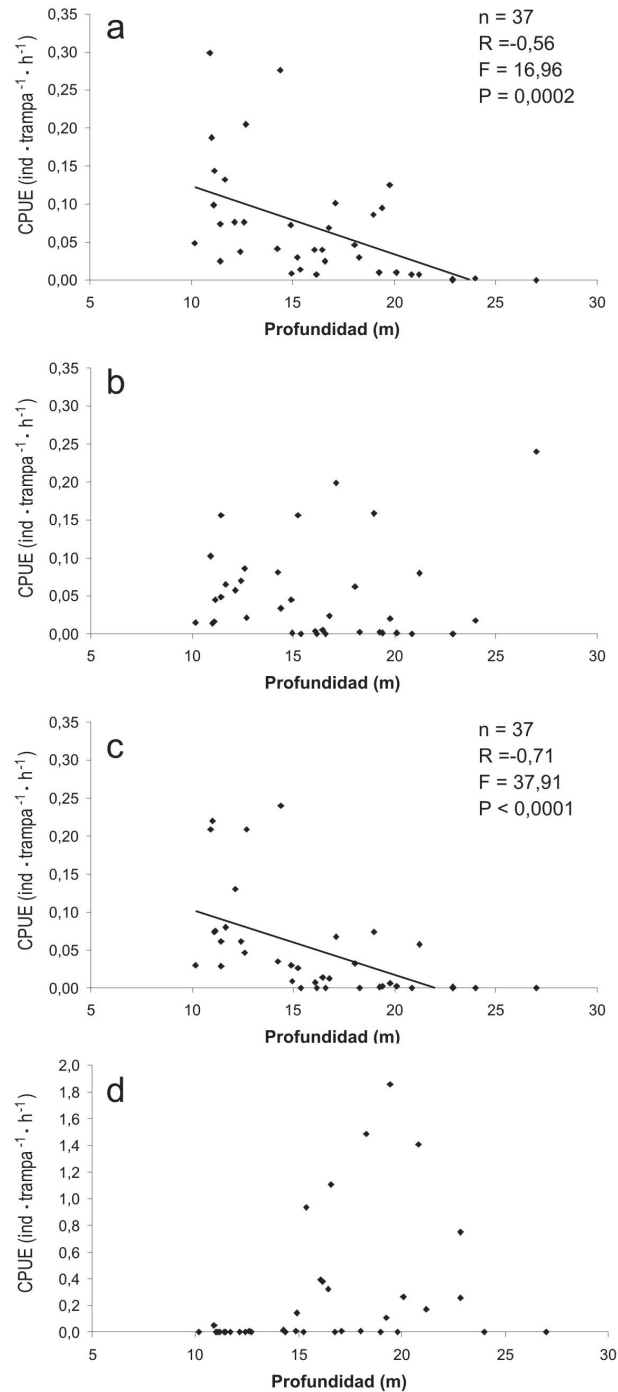 a
n = 37
R =-0,56
F = 16,96
P = 0,0002
CPUE (ind · trampa⁻¹ · h⁻¹)
0,35
0,30
0,25
0,20
0,15
0,10
0,05
0,00
5 10 15 20 25 30
Profundidad (m)
b
CPUE (ind · trampa⁻¹ · h⁻¹)
0,35
0,30
0,25
0,20
0,15
0,10
0,05
0,00
5 10 15 20 25 30
Profundidad (m)
c
n = 37
R =-0,71
F = 37,91
P < 0,0001
CPUE (ind · trampa⁻¹ · h⁻¹)
0,35
0,30
0,25
0,20
0,15
0,10
0,05
0,00
5 10 15 20 25 30
Profundidad (m)
d
CPUE (ind · trampa⁻¹ · h⁻¹)
2,0
1,8
1,6
1,4
1,2
1,0
0,8
0,6
0,4
0,2
0,0
5 10 15 20 25 30
Profundidad (m)